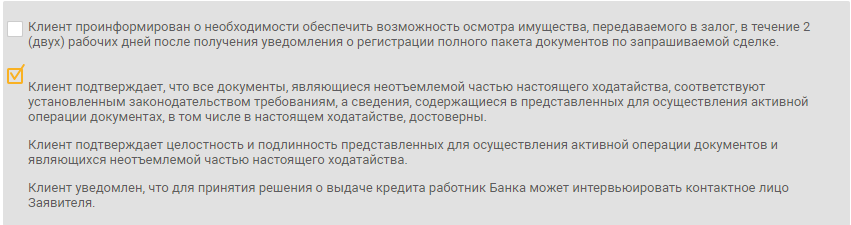 Клиент проинформирован о необходимости обеспечить возможность осмотра имущества, передаваемого в залог, в течение 2
(двух) рабочих дней после получения уведомления о регистрации полного пакета документов по запрашиваемой сделке.
Клиент подтверждает, что все документы, являющиеся неотъемлемой частью настоящего ходатайства, соответствуют
установленным законодательством требованиям, а сведения, содержащиеся в представленных для осуществления активной
операции документах, в том числе в настоящем ходатайстве, достоверны.
Клиент подтверждает целостность и подлинность представленных для осуществления активной операции документов и
являющихся неотъемлемой частью настоящего ходатайства.
Клиент уведомлен, что для принятия решения о выдаче кредита работник Банка может интервьюировать контактное лицо
Заявителя.